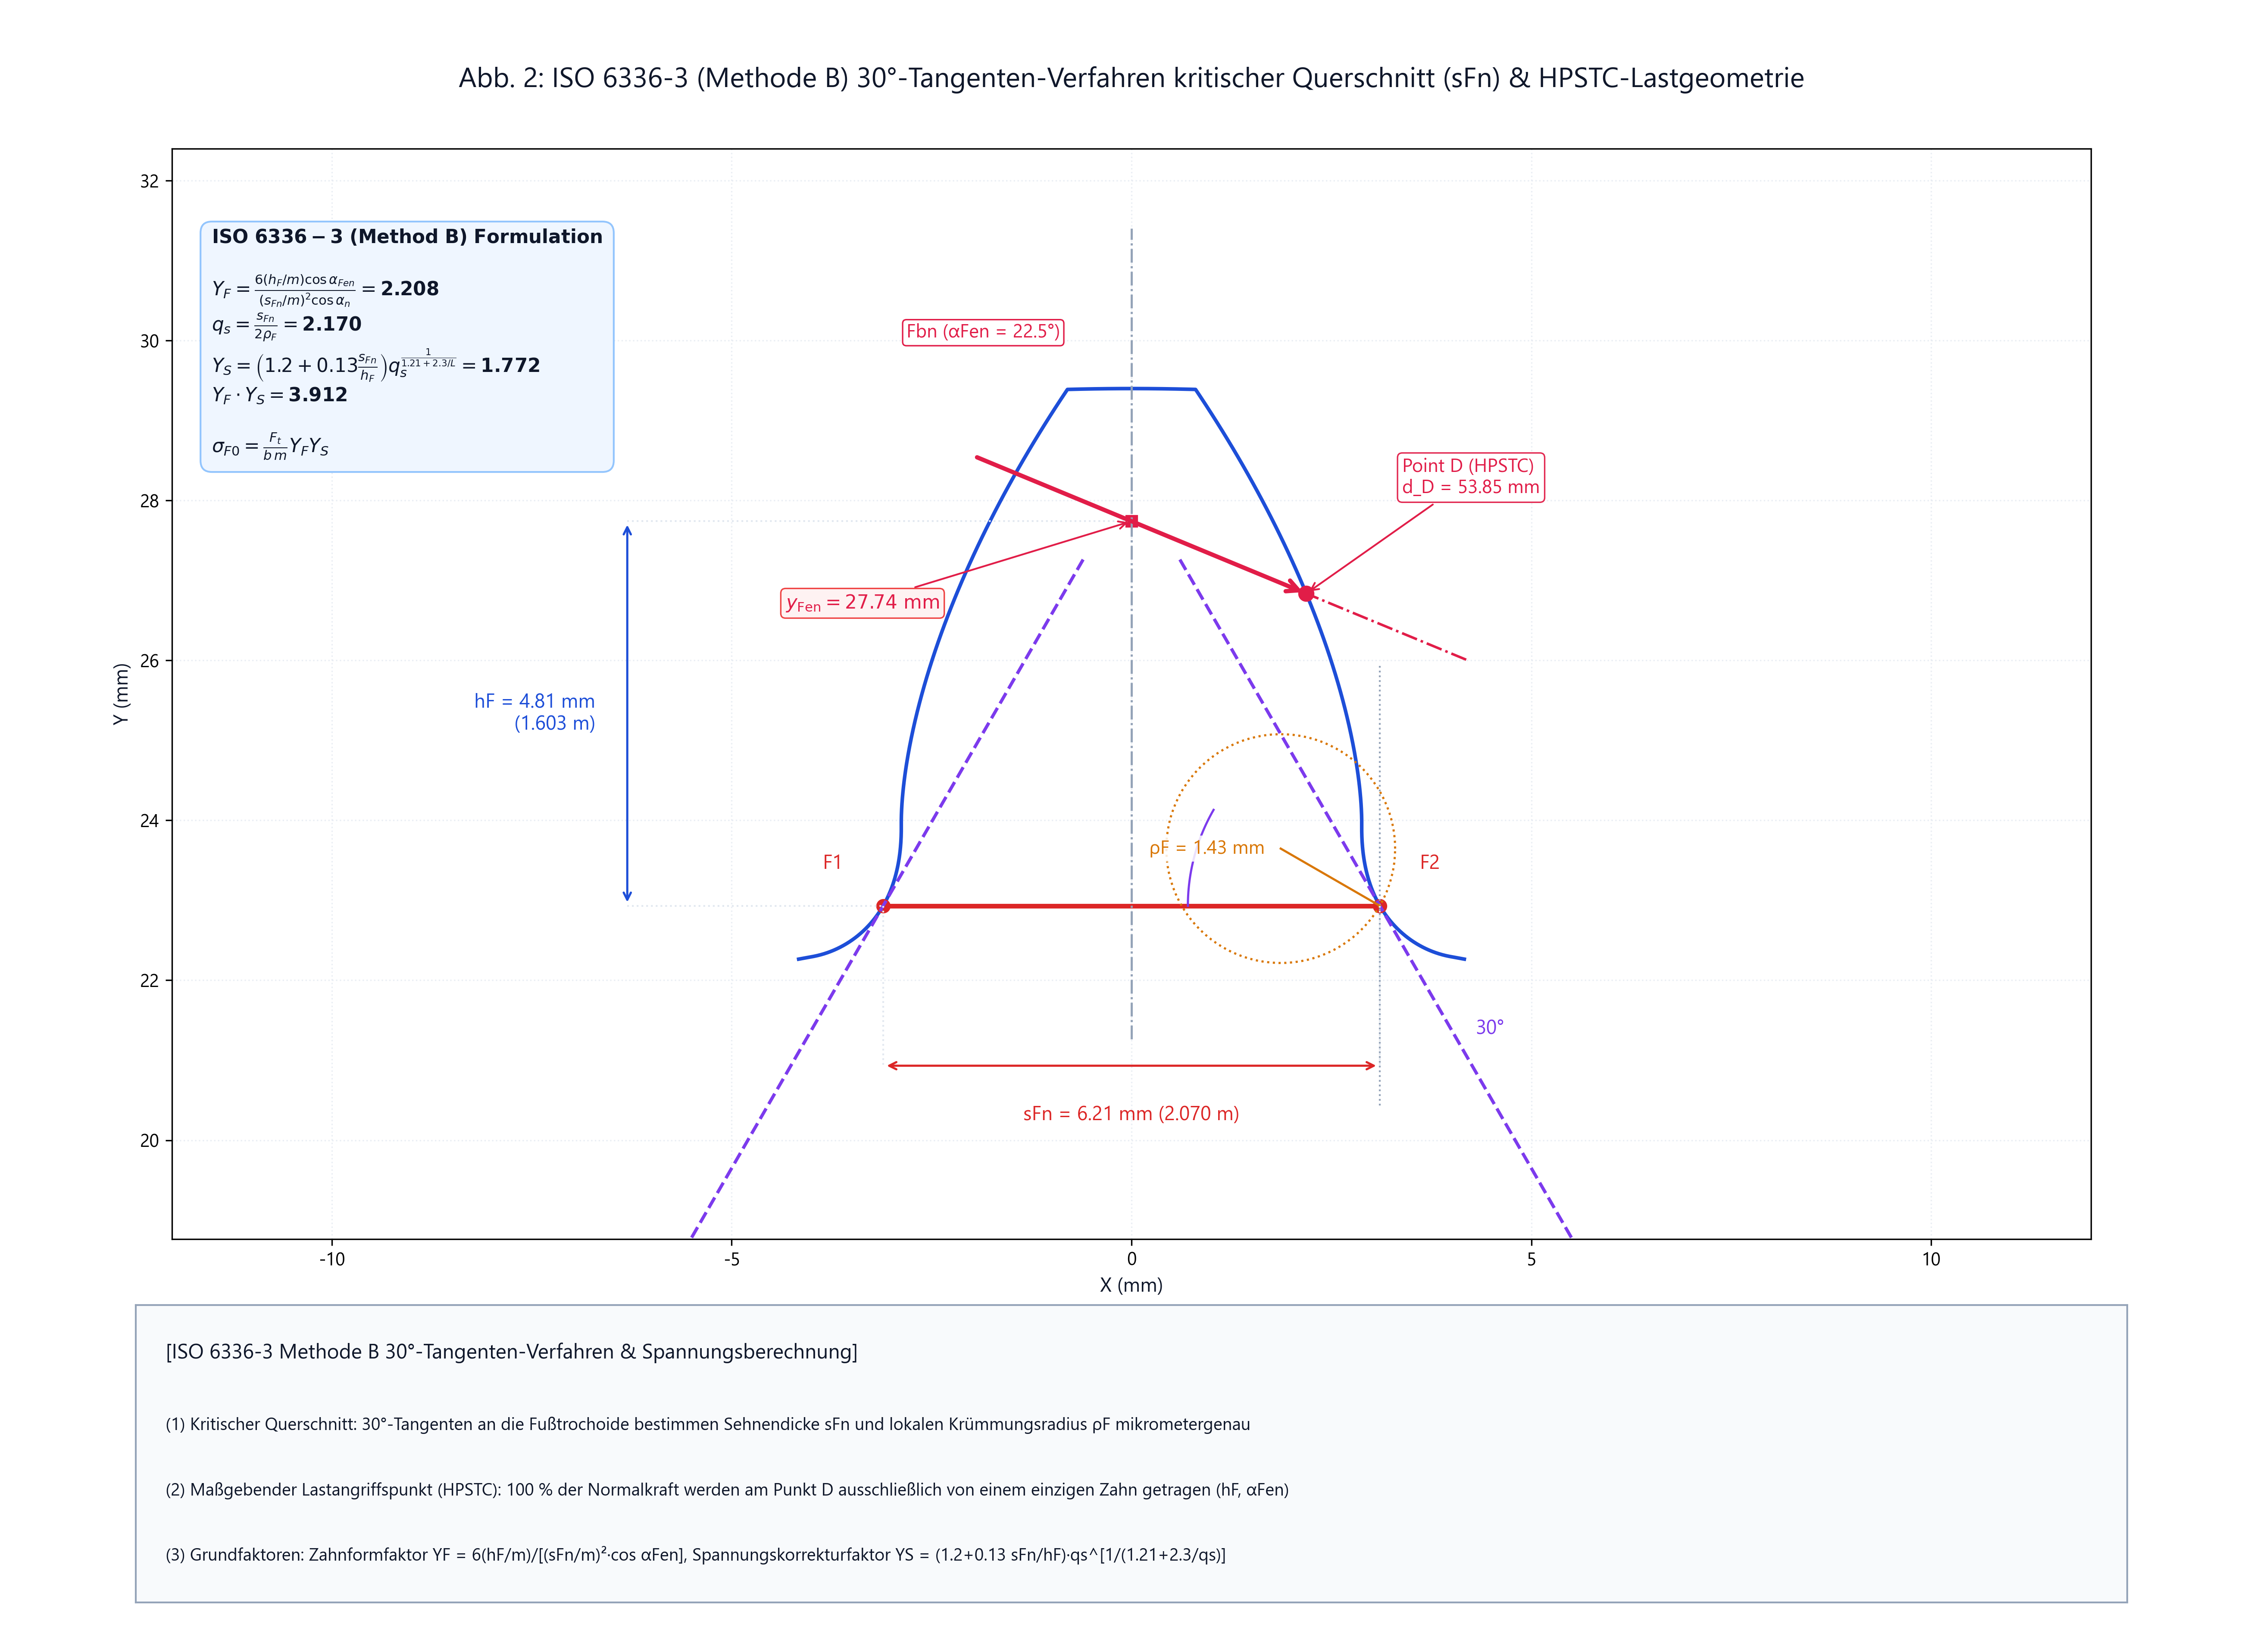 Abb. 2: ISO 6336-3 (Methode B) 30°-Tangenten-Verfahren kritischer Querschnitt (sFn) & HPSTC-Lastgeometrie
32
30
28
26
24
22
20
Y (mm)
ISO 6336 − 3 (Method B) Formulation
Y_F = 6(h_F/m)cos α_Fen / (s_Fn/m)² cos α_n = 2.208
q_s = s_Fn / 2ρ_F = 2.170
Y_S = (1.2 + 0.13 s_Fn/h_F) q_s^(1/(1.21+2.3/L)) = 1.772
Y_F · Y_S = 3.912
σ_F0 = F_t / b m Y_F Y_S
Fbn (αFen = 22.5°)
Point D (HPSTC)
d_D = 53.85 mm
y_Fen = 27.74 mm
hF = 4.81 mm
(1.603 m)
ρF = 1.43 mm
F1
F2
30°
sFn = 6.21 mm (2.070 m)
-10
-5
0
5
10
X (mm)
[ISO 6336-3 Methode B 30°-Tangenten-Verfahren & Spannungsberechnung]
(1) Kritischer Querschnitt: 30°-Tangenten an die Fußtrochoide bestimmen Sehnendicke sFn und lokalen Krümmungsradius ρF mikrometergenau
(2) Maßgebender Lastangriffspunkt (HPSTC): 100 % der Normalkraft werden am Punkt D ausschließlich von einem einzigen Zahn getragen (hF, αFen)
(3) Grundfaktoren: Zahnformfaktor YF = 6(hF/m)/[(sFn/m)²·cos αFen], Spannungskorrekturfaktor YS = (1.2+0.13 sFn/hF)·qs^[1/(1.21+2.3/qs)]